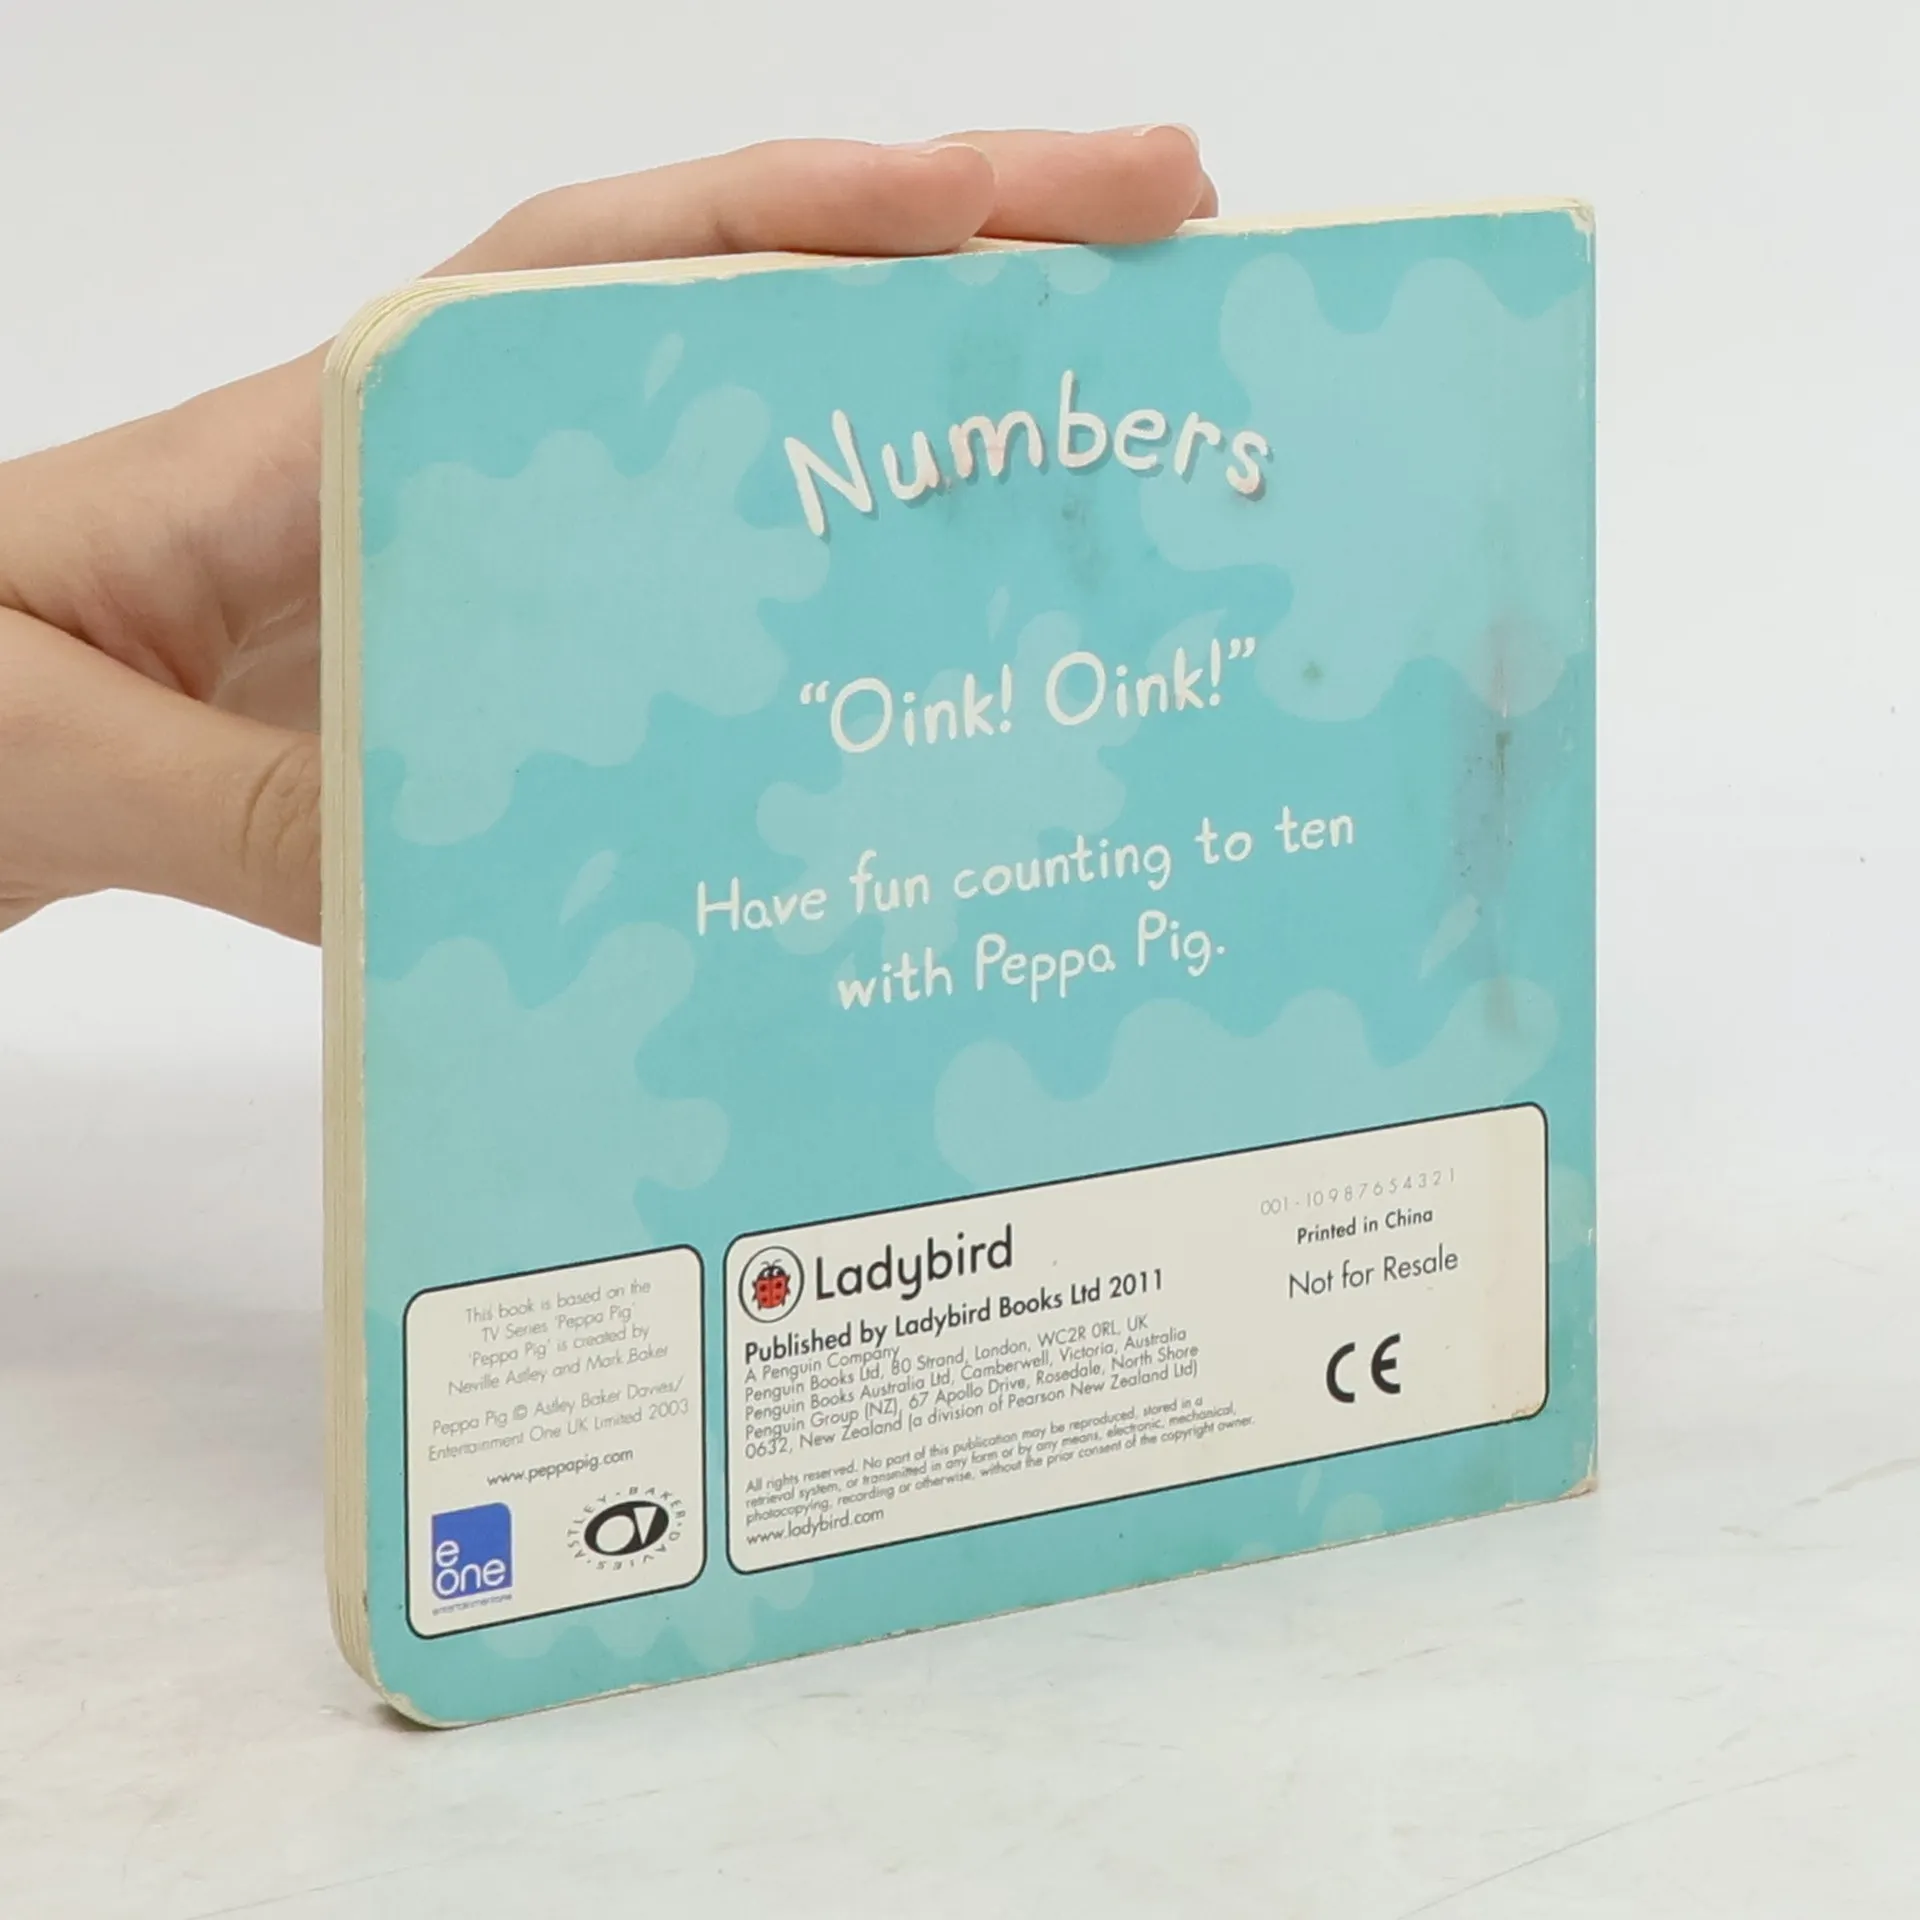 Numbers
“Oink! Oink!”
Have fun counting to ten
with Peppa Pig.
This book is based on the
TV Series 'Peppa Pig'
'Peppa Pig' is created by
Neville Astley and Mark Baker
Peppa Pig © Astley Baker Davies/
Entertainment One UK Limited 2003
www.peppapig.com
e
one
entertainment one
ASTLEY·BAKER·DAVIES·
Ladybird
Published by Ladybird Books Ltd 2011
A Penguin Company
Penguin Books Ltd, 80 Strand, London, WC2R 0RL, UK
Penguin Books Australia Ltd, Camberwell, Victoria, Australia
Penguin Group (NZ), 67 Apollo Drive, Rosedale, North Shore
0632, New Zealand (a division of Pearson New Zealand Ltd)
All rights reserved. No part of this publication may be reproduced, stored in a
retrieval system, or transmitted in any form or by any means, electronic, mechanical,
photocopying, recording or otherwise, without the prior consent of the copyright owner.
www.ladybird.com
001 - 10 9 8 7 6 5 4 3 2 1
Printed in China
Not for Resale
CE